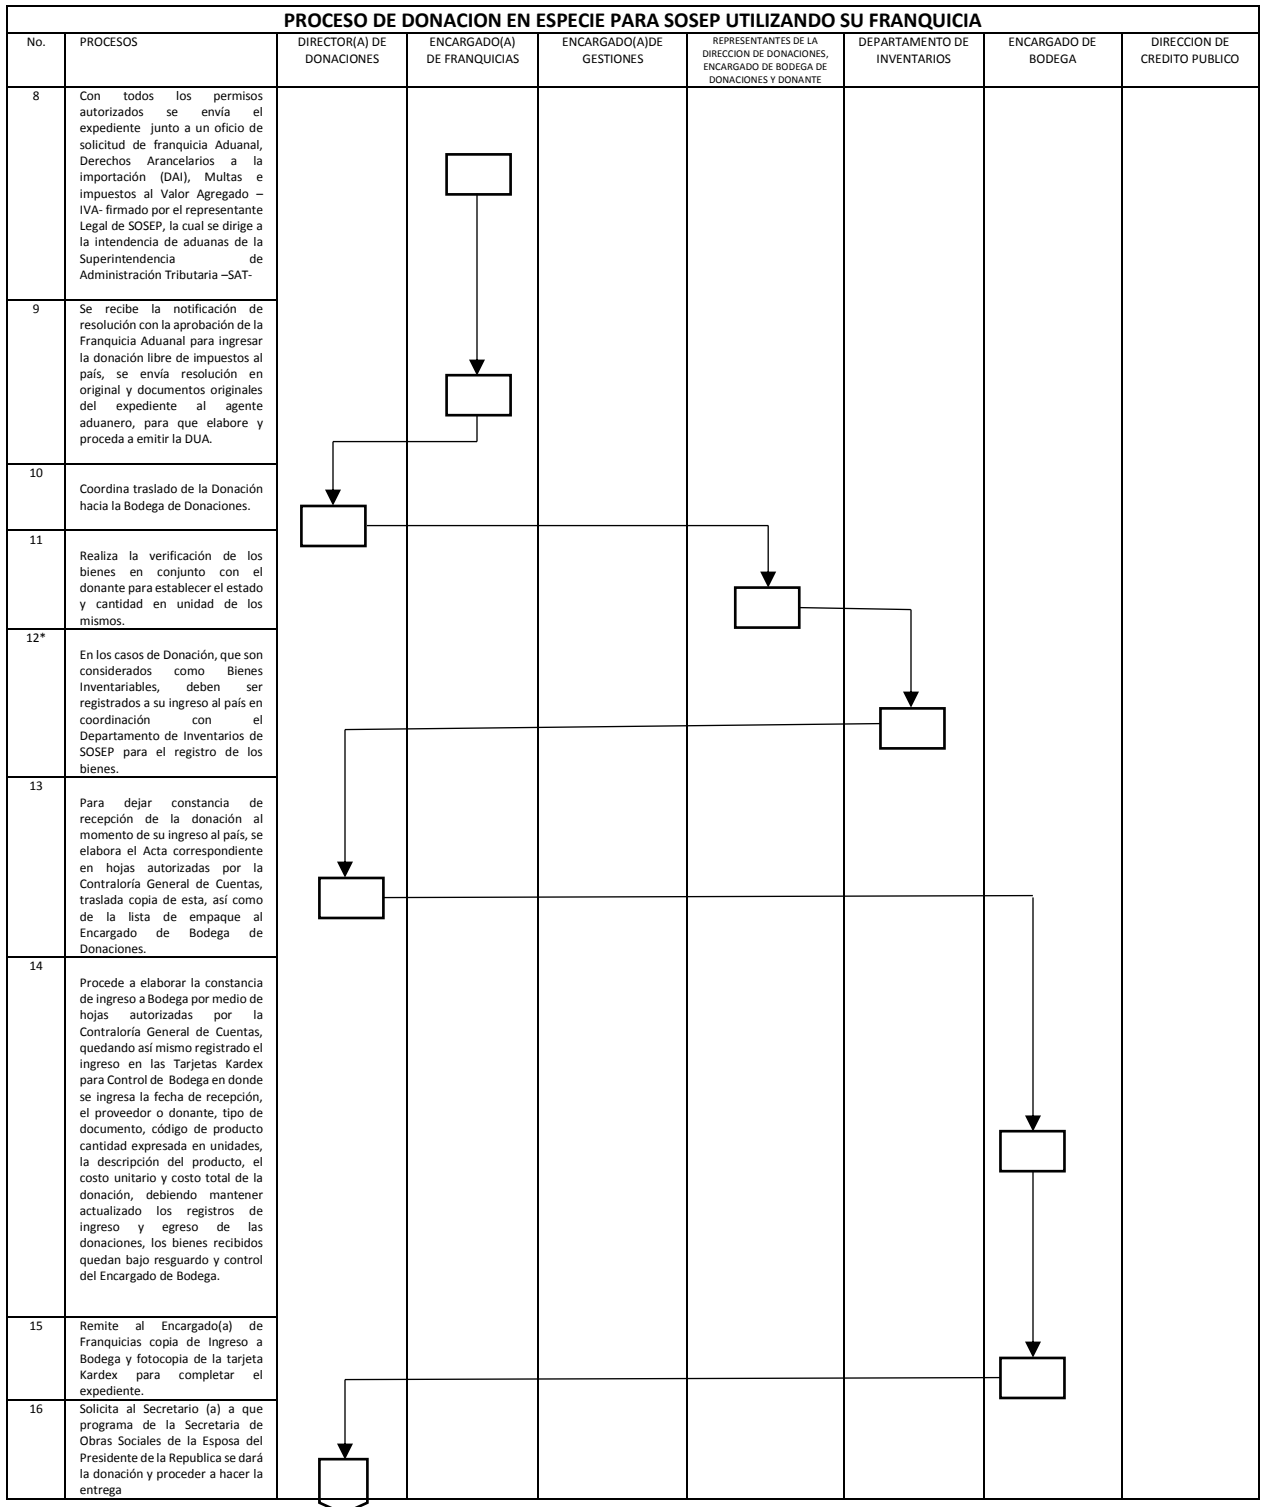 PROCESO DE DONACION EN ESPECIE PARA SOSEP UTILIZANDO SU FRANQUICIA
No.
PROCESOS
DIRECTOR(A) DE
DONACIONES
ENCARGADO(A)
DE FRANQUICIAS
ENCARGADO(A)DE
GESTIONES
REPRESENTANTES DE LA
DIRECCION DE DONACIONES,
ENCARGADO DE BODEGA DE
DONACIONES Y DONANTE
DEPARTAMENTO DE
INVENTARIOS
ENCARGADO DE
BODEGA
DIRECCION DE
CREDITO PUBLICO
8
Con todos los permisos
autorizados se envía el
expediente junto a un oficio de
solicitud de franquicia Aduanal,
Derechos Arancelarios a la
importación (DAI), Multas e
impuestos al Valor Agregado –
IVA- firmado por el representante
Legal de SOSEP, la cual se dirige a
la intendencia de aduanas de la
Superintendencia de
Administración Tributaria –SAT-
9
Se recibe la notificación de
resolución con la aprobación de la
Franquicia Aduanal para ingresar
la donación libre de impuestos al
país, se envía resolución en
original y documentos originales
del expediente al agente
aduanero, para que elabore y
proceda a emitir la DUA.
10
Coordina traslado de la Donación
hacia la Bodega de Donaciones.
11
Realiza la verificación de los
bienes en conjunto con el
donante para establecer el estado
y cantidad en unidad de los
mismos.
12*
En los casos de Donación, que son
considerados como Bienes
Inventariables, deben ser
registrados a su ingreso al país en
coordinación con el
Departamento de Inventarios de
SOSEP para el registro de los
bienes.
13
Para dejar constancia de
recepción de la donación al
momento de su ingreso al país, se
elabora el Acta correspondiente
en hojas autorizadas por la
Contraloría General de Cuentas,
traslada copia de esta, así como
de la lista de empaque al
Encargado de Bodega de
Donaciones.
14
Procede a elaborar la constancia
de ingreso a Bodega por medio de
hojas autorizadas por la
Contraloría General de Cuentas,
quedando así mismo registrado el
ingreso en las Tarjetas Kardex
para Control de Bodega en donde
se ingresa la fecha de recepción,
el proveedor o donante, tipo de
documento, código de producto
cantidad expresada en unidades,
la descripción del producto, el
costo unitario y costo total de la
donación, debiendo mantener
actualizado los registros de
ingreso y egreso de las
donaciones, los bienes recibidos
quedan bajo resguardo y control
del Encargado de Bodega.
15
Remite al Encargado(a) de
Franquicias copia de Ingreso a
Bodega y fotocopia de la tarjeta
Kardex para completar el
expediente.
16
Solicita al Secretario (a) a que
programa de la Secretaria de
Obras Sociales de la Esposa del
Presidente de la Republica se dará
la donación y proceder a hacer la
entrega